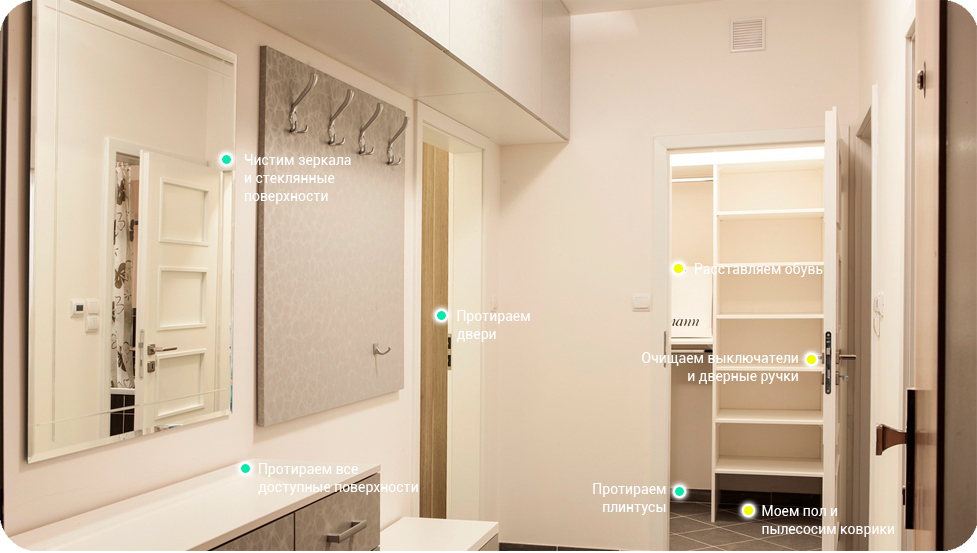 Чистим зеркала
и стеклянные
поверхности
Расставляем обувь
Протираем
двери
Очищаем выключатели
и дверные ручки
Протираем все
доступные поверхности
Протираем
плинтусы
Моем пол и
пылесосим коврики